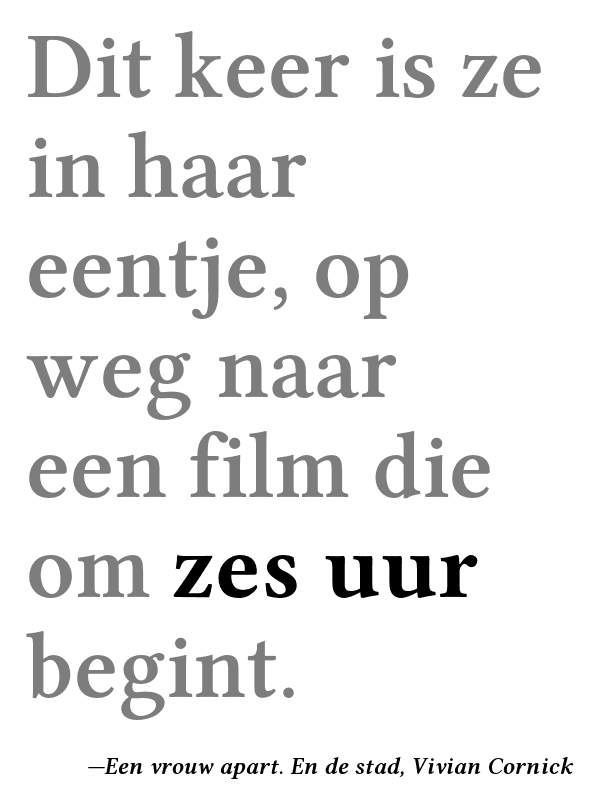 Dit keer is ze
in haar
eentje, op
weg naar
een film die
om zes uur
begint.
—Een vrouw apart. En de stad, Vivian Cornick